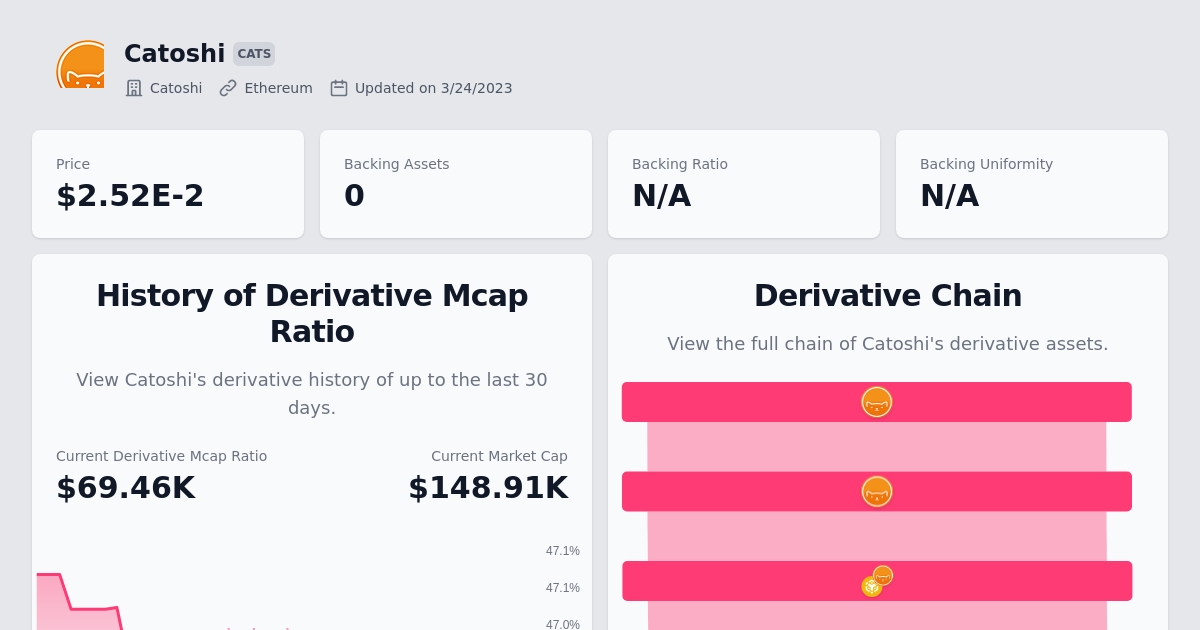 Catoshi CATS
Catoshi Ethereum Updated on 3/24/2023
Price
$2.52E-2
Backing Assets
0
Backing Ratio
N/A
Backing Uniformity
N/A
History of Derivative Mcap
Ratio
View Catoshi's derivative history of up to the last 30
days.
Current Derivative Mcap Ratio
$69.46K
Current Market Cap
$148.91K
47.1%
47.1%
47.0%
Derivative Chain
View the full chain of Catoshi's derivative assets.